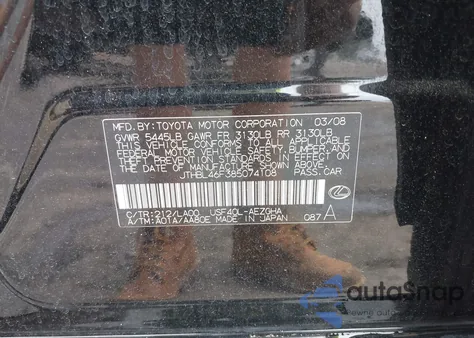 MFD. BY: TOYOTA MOTOR CORPORATION 03/08
GVWR 5445LB GAWR FR 3130LB RR 3130LB
THIS VEHICLE CONFORMS TO ALL APPLICABLE
FEDERAL MOTOR VEHICLE SAFETY, BUMPER, AND
THEFT PREVENTION STANDARDS IN EFFECT ON
THE DATE OF MANUFACTURE SHOWN ABOVE.
JTHBL46F385074108 PASS. CAR
C/TR:212/LA00 USF40L-AEZGHA
A/TM:A01A/AA80E MADE IN JAPAN 087 A
autoSnap